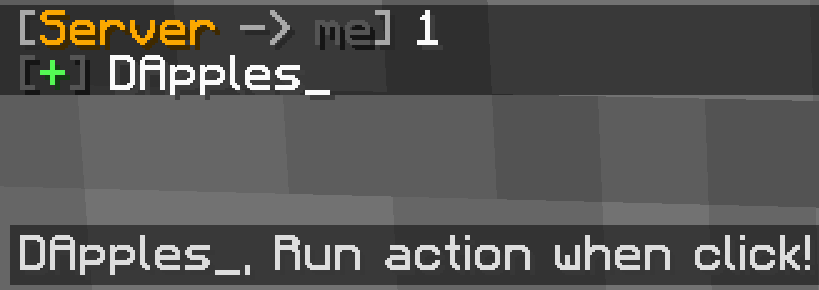 [Server -> me] 1
[+] DApples_
DApples_, Run action when click!